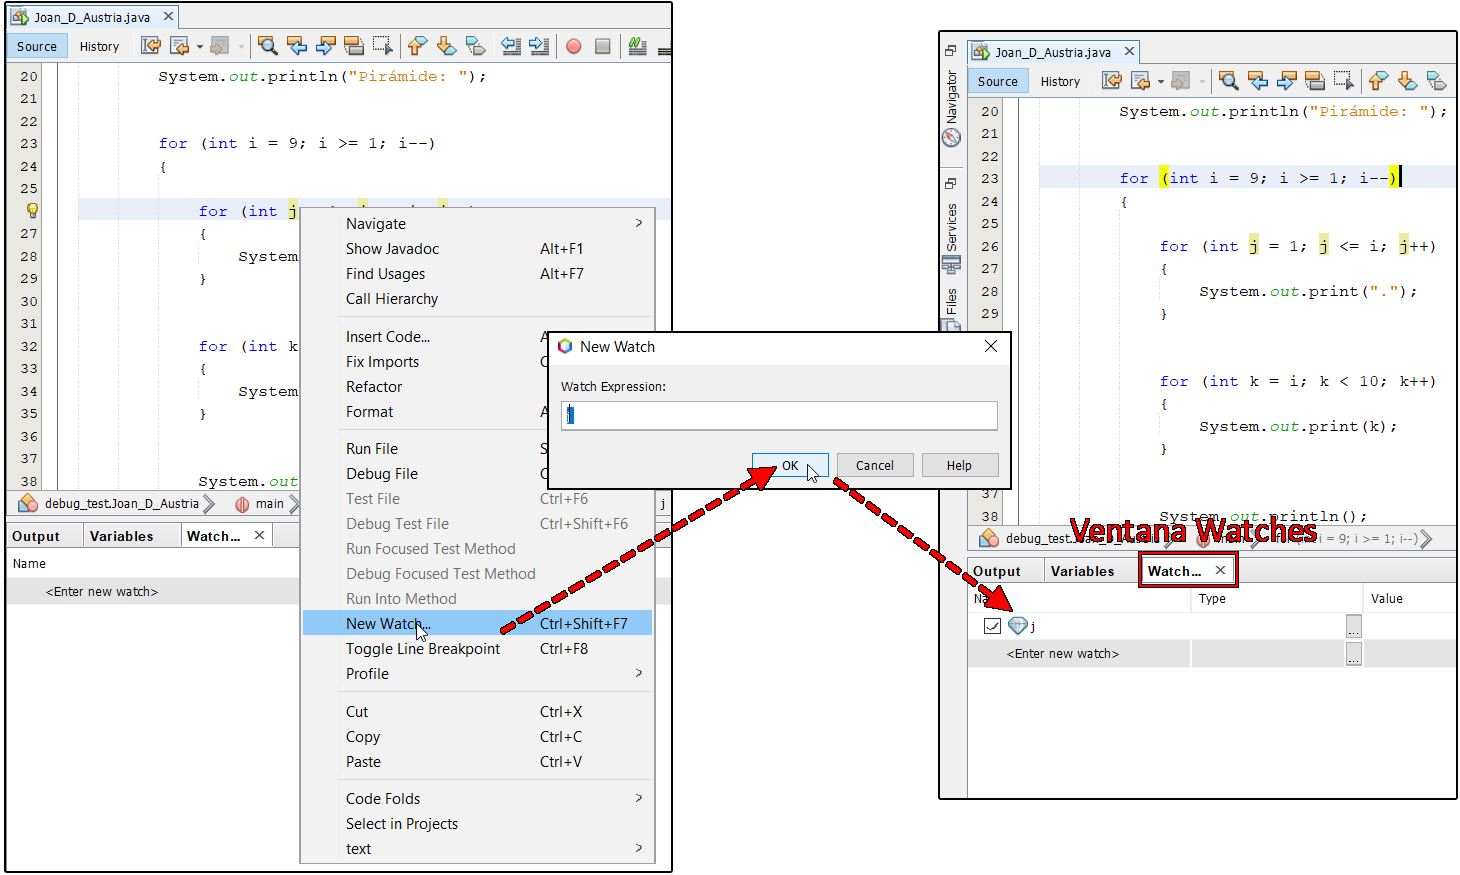 Joan_D_Austria.java
Source History
20 System.out.println("Pirámide: ");
21
22
23 for (int i = 9; i >= 1; i--)
24 {
25
for (int j
27 {
28 System
29 }
30
31
32 for (int k
33 {
34 System
35 }
36
37
38 System.out
debug_test.Joan_D_Austria main
j
Output Variables Watch...
Name
<Enter new watch>
Navigate
Show Javadoc Alt+F1
Find Usages Alt+F7
Call Hierarchy
Insert Code... A
Fix Imports C
Refactor
Format A
Run File S
Debug File C
Test File Ctrl+F6
Debug Test File Ctrl+Shift+F6
Run Focused Test Method
Debug Focused Test Method
Run Into Method
New Watch... Ctrl+Shift+F7
Toggle Line Breakpoint Ctrl+F8
Profile
Cut Ctrl+X
Copy Ctrl+C
Paste Ctrl+V
Code Folds
Select in Projects
text
New Watch
Watch Expression:
j
OK Cancel Help
Navigator
Services
Files
Joan_D_Austria.java
Source History
20 System.out.println("Pirámide: ");
21
22
23 for (int i = 9; i >= 1; i--)
24 {
25
26 for (int j = 1; j <= i; j++)
27 {
28 System.out.print(".");
29 }
for (int k = i; k < 10; k++)
{
System.out.print(k);
}
37
38 System.out.println();
Ventana Watches
debug_test.Joan_D_Austria main for (int i = 9; i >= 1; i--)
Output Variables Watch...
Name Type Value
j ...
<Enter new watch> ...